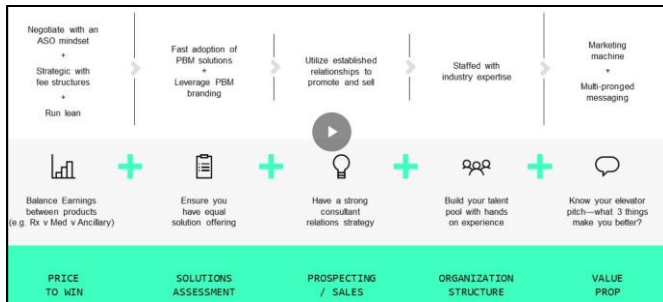 Negotiate with an
ASO mindset
+
Strategic with
fee structures
+
Run lean
Fast adoption of
PBM solutions
+
Leverage PBM
branding
Utilize established
relationships to
promote and sell
Staffed with
industry expertise
Marketing
machine
+
Multi-pronged
messaging
Balance Earnings
between products
(e.g. Rx v Med v Ancillary)
Ensure you
have equal
solution offering
Have a strong
consultant
relations strategy
Build your talent
pool with hands
on experience
Know your elevator
pitch—what 3 things
make you better?
PRICE
TO WIN
SOLUTIONS
ASSESSMENT
PROSPECTING
/ SALES
ORGANIZATION
STRUCTURE
VALUE
PROP